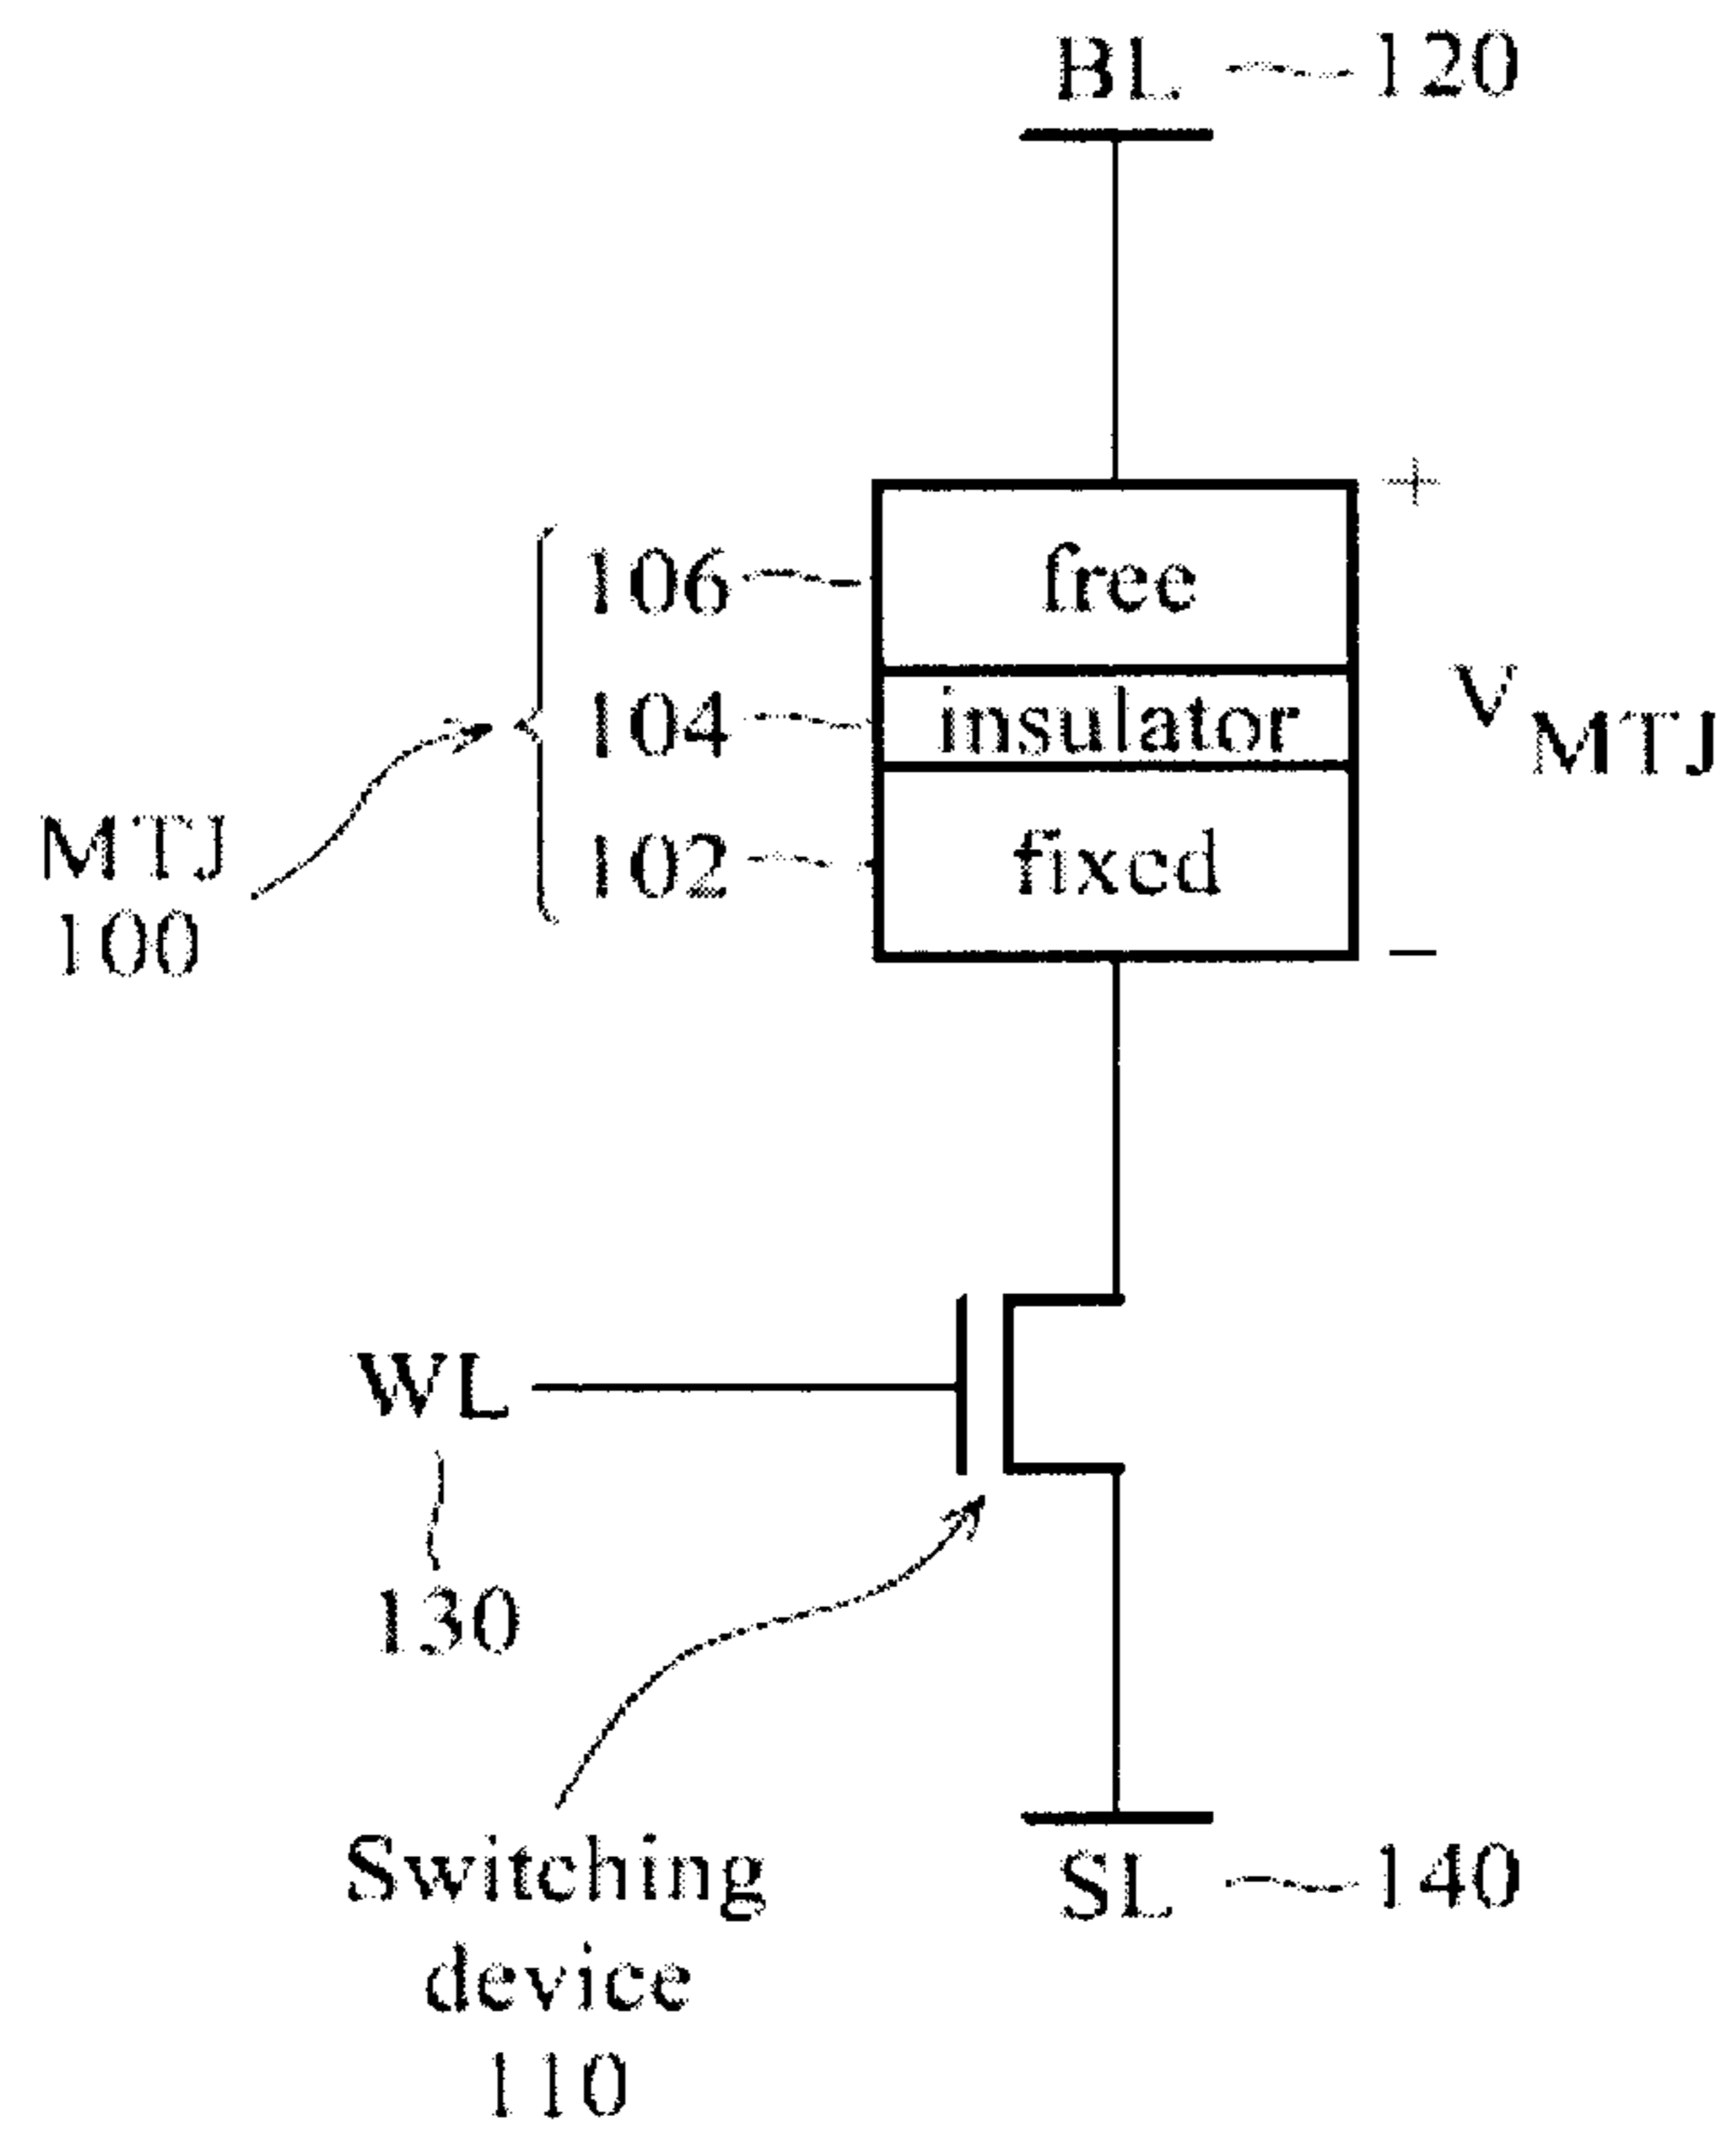 BL 120
+
106 free
104 insulator
V MTJ
MTJ
100
102 fixed
−
WL
130
Switching
device
110
SL 140